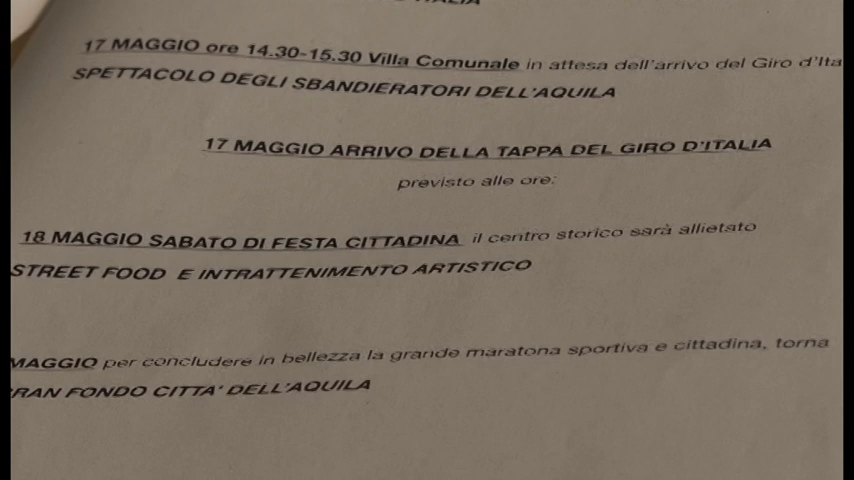 17 MAGGIO ore 14.30-15.30 Villa Comunale in attesa dell'arrivo del Giro d'Ita
SPETTACOLO DEGLI SBANDIERATORI DELL'AQUILA
17 MAGGIO ARRIVO DELLA TAPPA DEL GIRO D'ITALIA
previsto alle ore:
18 MAGGIO SABATO DI FESTA CITTADINA il centro storico sarà allietato
STREET FOOD E INTRATTENIMENTO ARTISTICO
MAGGIO per concludere in bellezza la grande maratona sportiva e cittadina, torna
RAN FONDO CITTA' DELL'AQUILA